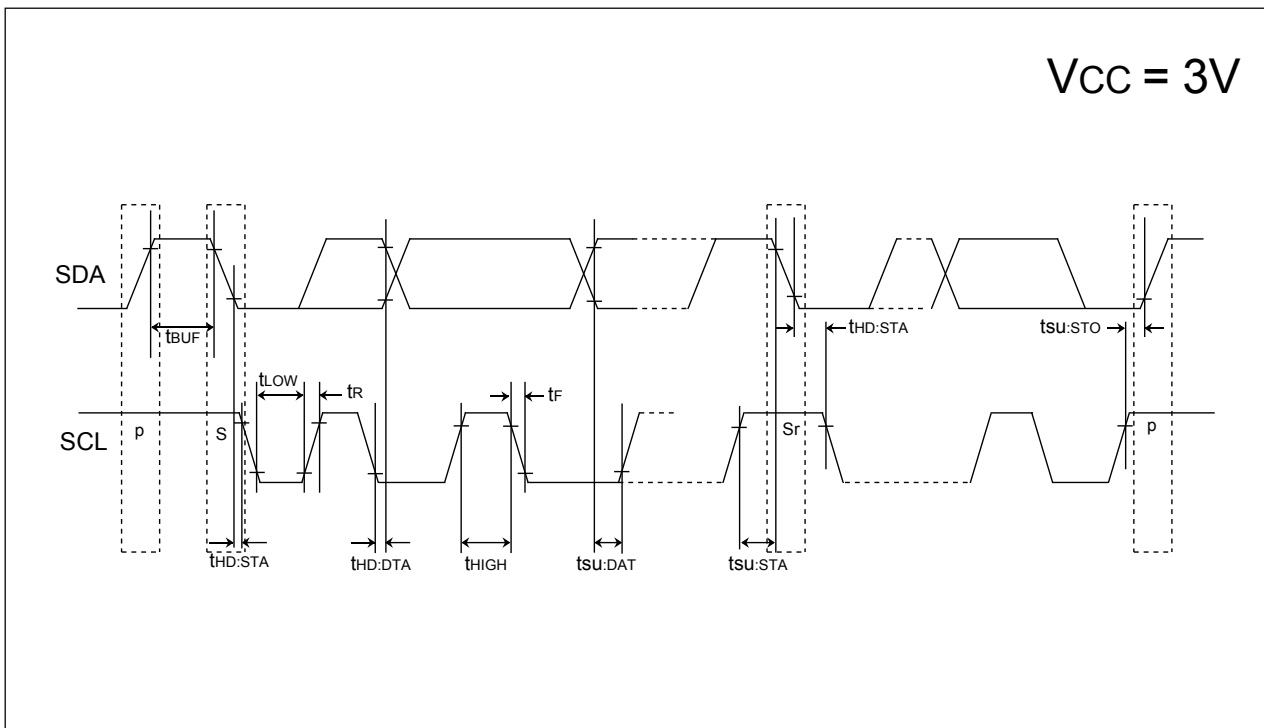 VCC = 3V
SDA
tBUF
tHD:STA
tsu:STO
tLOW
tR
tF
SCL
p
S
Sr
p
tHD:STA
tHD:DTA
tHIGH
tsu:DAT
tsu:STA